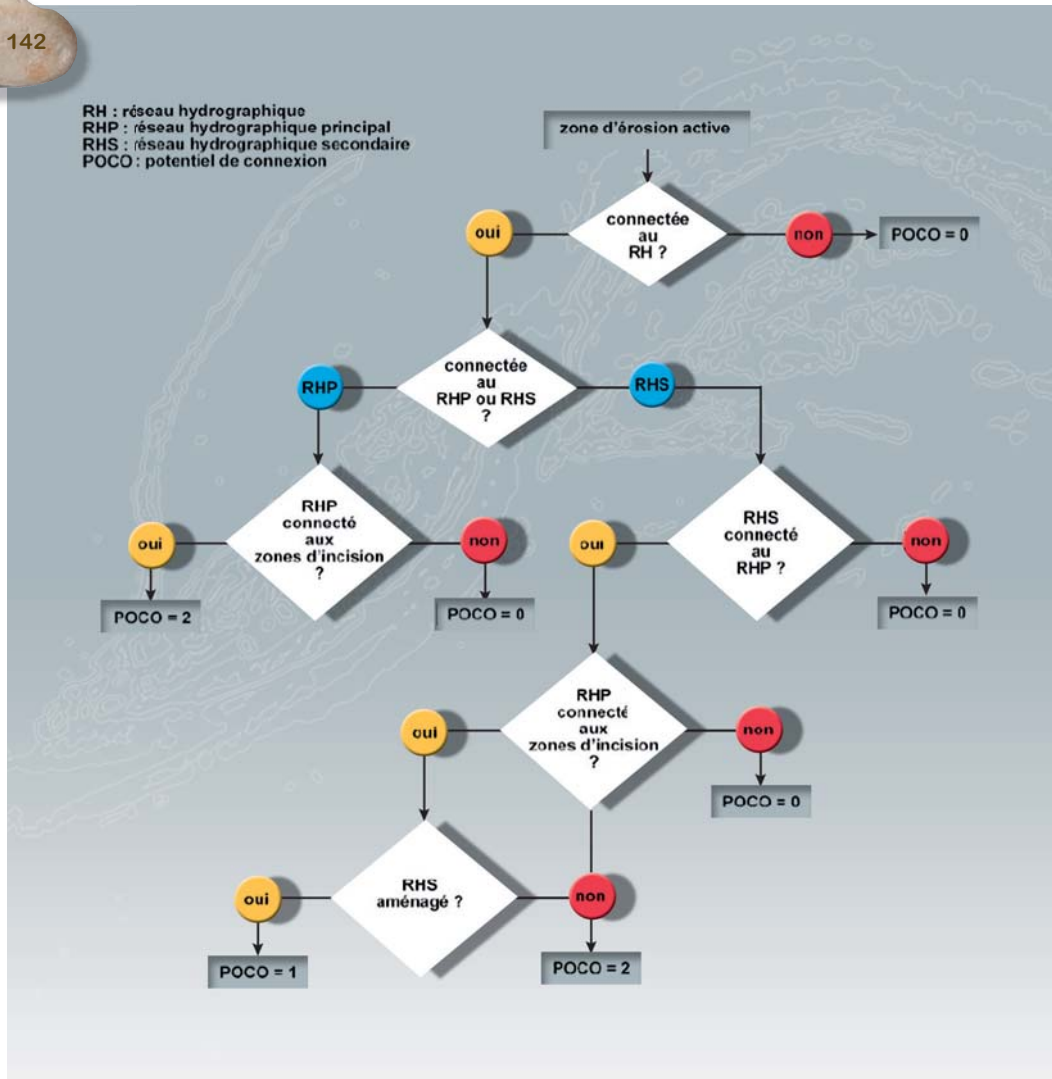 142
RH : réseau hydrographique
RHP : réseau hydrographique principal
RHS : réseau hydrographique secondaire
POCO : potentiel de connexion
zone d'érosion active
connectée
au
RH ?
oui
non
POCO = 0
connectée
au
RHP ou RHS
?
RHP
RHS
RHP
connecté
aux
zones d'incision
?
oui
non
POCO = 2
POCO = 0
RHS
connecté
au
RHP ?
oui
non
POCO = 0
RHP
connecté
aux
zones d'incision
?
oui
non
POCO = 0
RHS
aménagé ?
oui
non
POCO = 1
POCO = 2